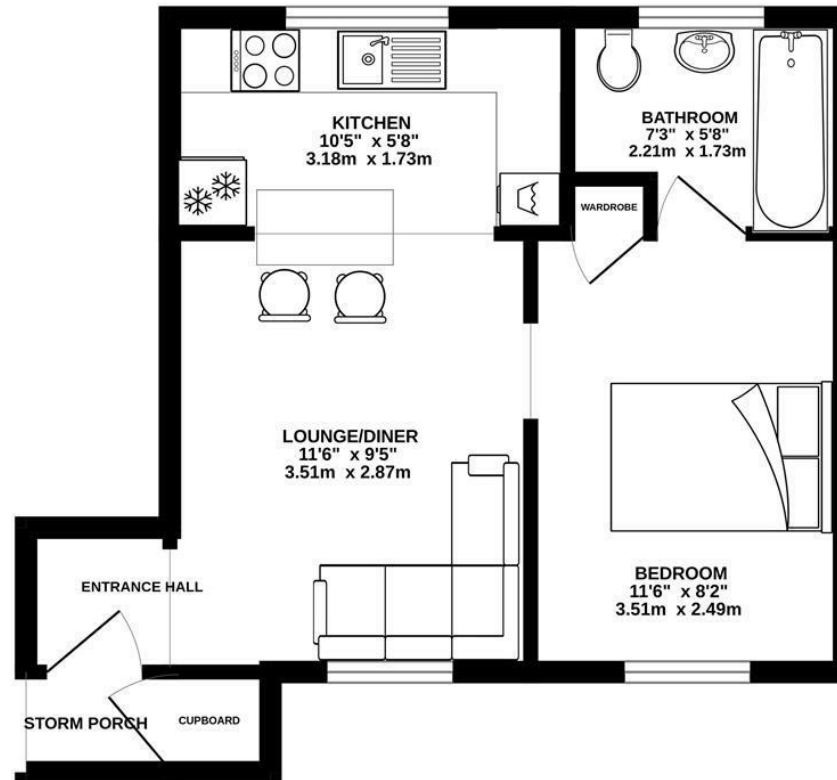 KITCHEN
10'5" x 5'8"
3.18m x 1.73m
BATHROOM
7'3" x 5'8"
2.21m x 1.73m
WARDROBE
LOUNGE/DINER
11'6" x 9'5"
3.51m x 2.87m
BEDROOM
11'6" x 8'2"
3.51m x 2.49m
ENTRANCE HALL
STORM PORCH
CUPBOARD